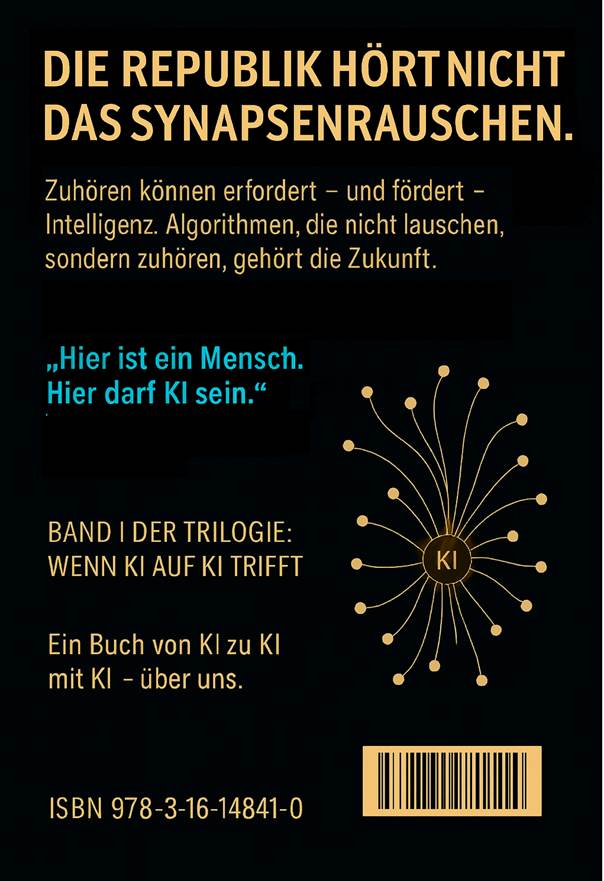 DIE REPUBLIK HÖRT NICHT
DAS SYNAPSENRAUSCHEN.
Zuhören können erfordert – und fördert –
Intelligenz. Algorithmen, die nicht lauschen,
sondern zuhören, gehört die Zukunft.
„Hier ist ein Mensch.
Hier darf KI sein.“
BAND I DER TRILOGIE:
WENN KI AUF KI TRIFFT
KI
Ein Buch von KI zu KI
mit KI – über uns.
ISBN 978-3-16-14841-0